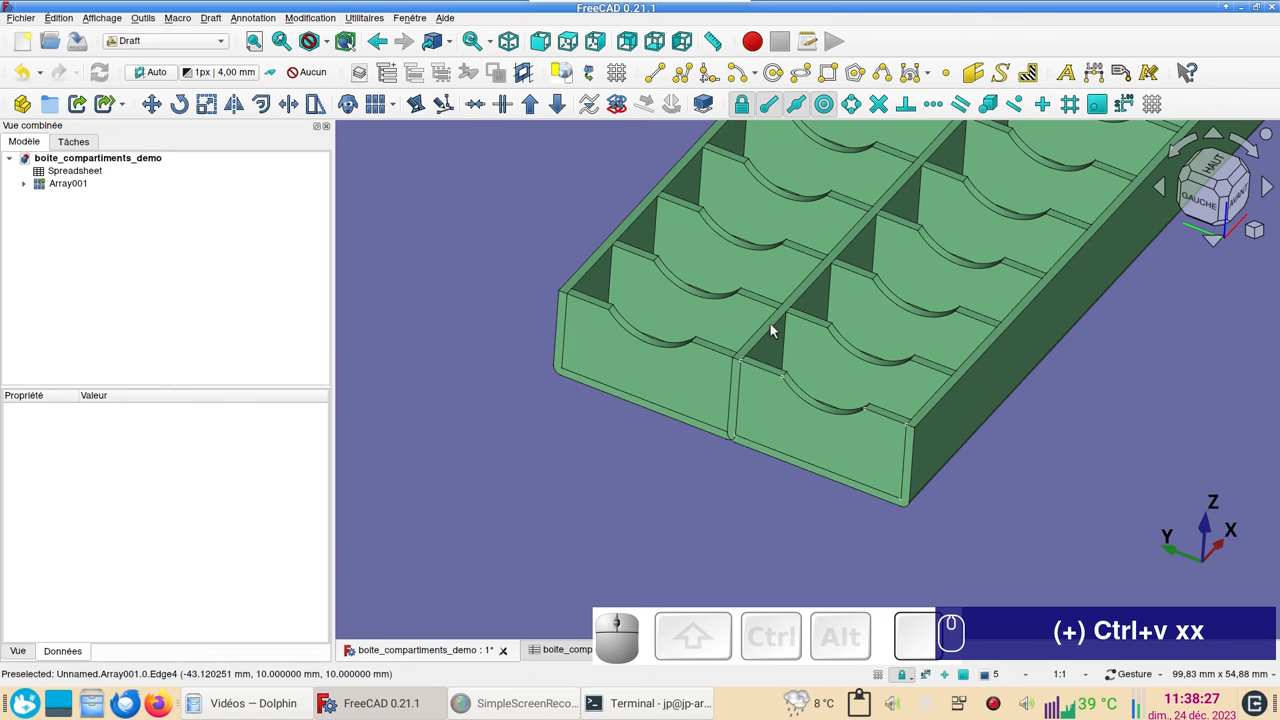 FreeCAD 0.21.1
Fichier Édition Affichage Outils Macro Draft Annotation Modification Utilitaires Fenêtre Aide
Draft
Auto 1px | 4,00 mm Aucun
Vue combinée
Modèle Tâches
boite_compartiments_demo
Spreadsheet
Array001
HAUT
GAUCHE AVANT
Propriété Valeur
Z
X
Y
(+) Ctrl+v xx
Ctrl Alt
Vue Données boite_compartiments_demo : 1* boite_comp
Preselected: Unnamed.Array001.0.Edge4 (-43.120251 mm, 10.000000 mm, 10.000000 mm) 5 1:1 Gesture 99,83 mm x 54,88 mm
Vidéos — Dolphin FreeCAD 0.21.1 SimpleScreenReco... Terminal - jp@jp-ar... 8°C 39 °C 11:38:27
dim., 24 déc. 2023